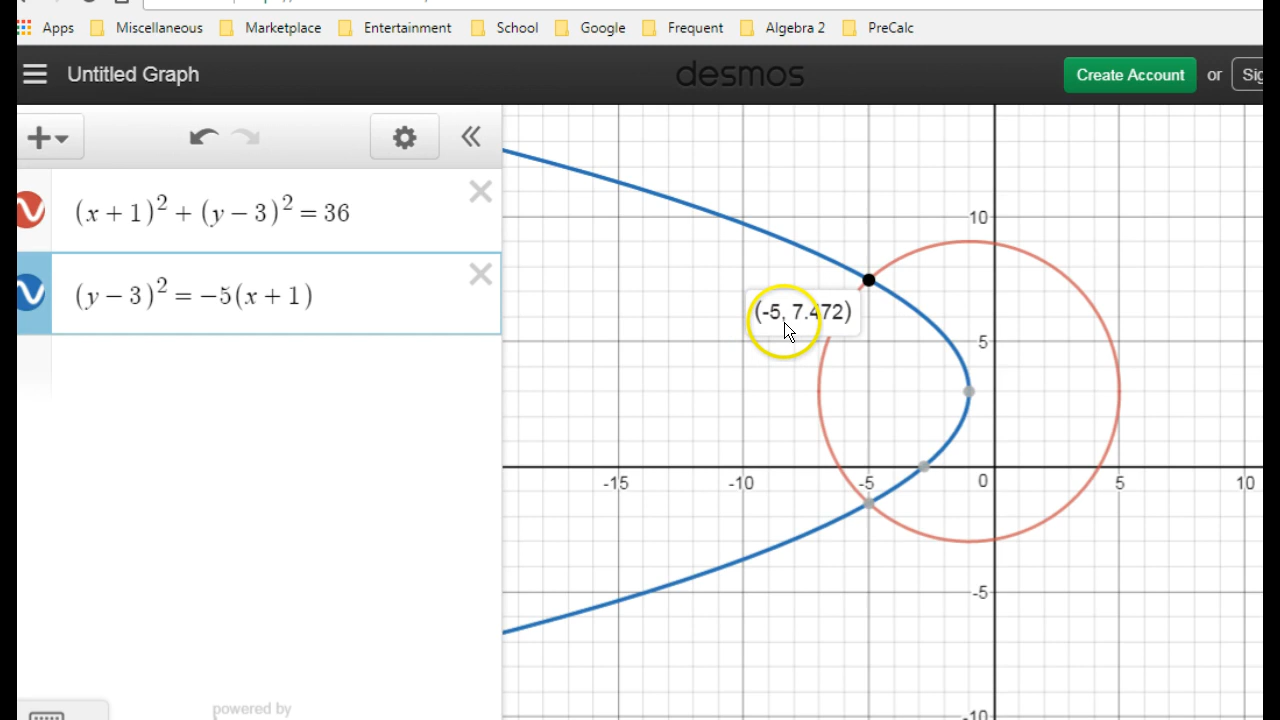 Apps Miscellaneous Marketplace Entertainment School Google Frequent Algebra 2 PreCalc
Untitled Graph desmos Create Account or
(x + 1)² + (y − 3)² = 36
(y − 3)² = −5(x + 1)
10
(-5, 7.472)
5
-15 -10 -5 0 5 10
-5
-10
powered by